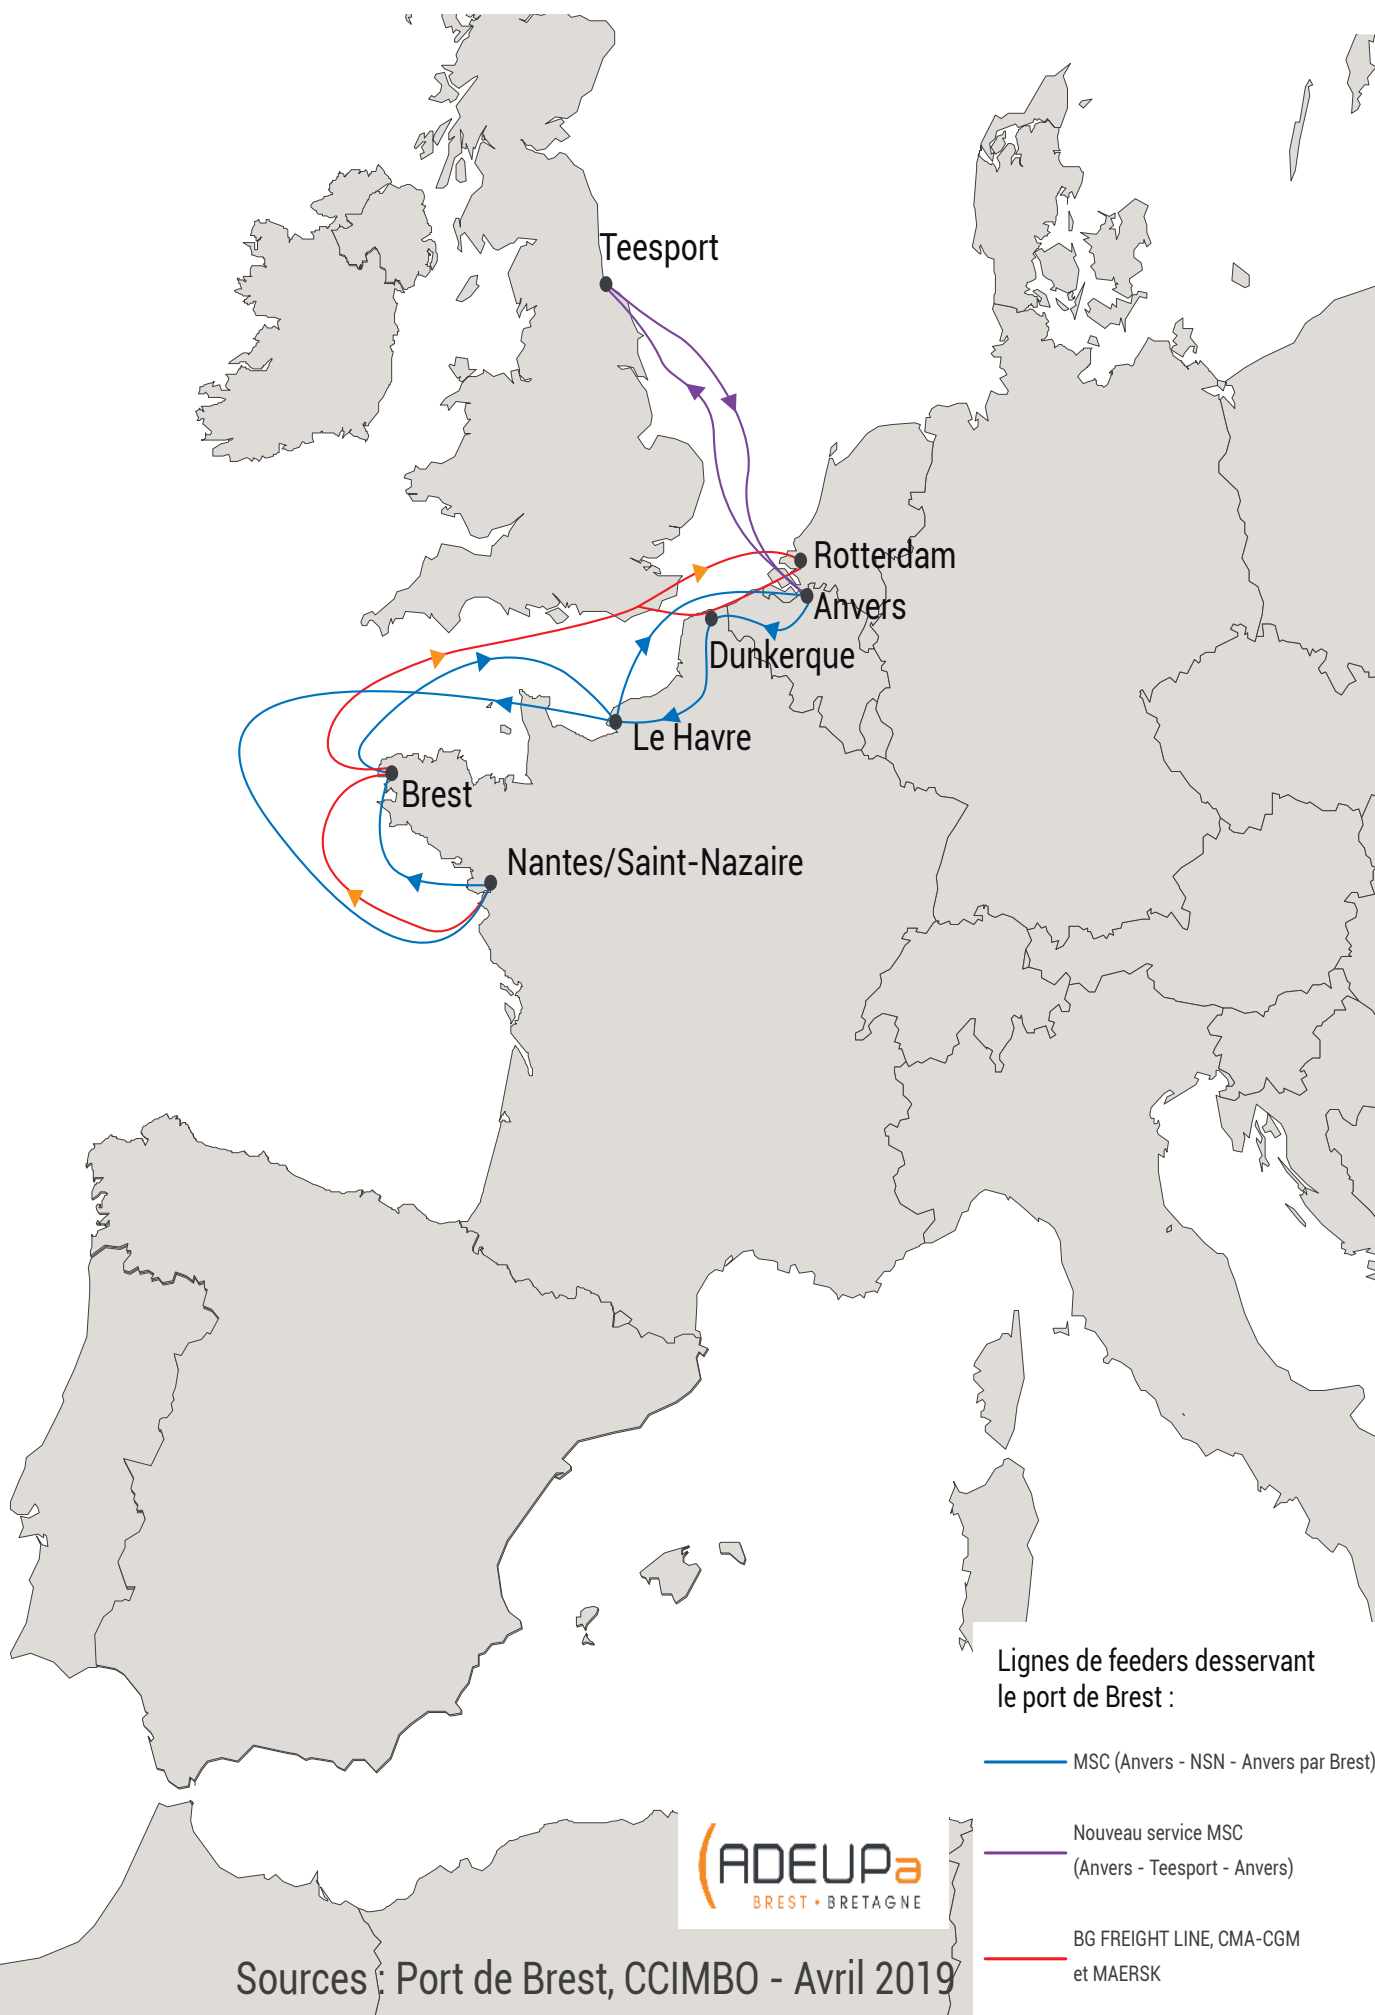 Teesport
Rotterdam
Anvers
Dunkerque
Le Havre
Brest
Nantes/Saint-Nazaire
Lignes de feeders desservant
le port de Brest :
MSC (Anvers - NSN - Anvers par Brest)
Nouveau service MSC
(Anvers - Teesport - Anvers)
BG FREIGHT LINE, CMA-CGM
et MAERSK
ADEUPa
BREST • BRETAGNE
Sources : Port de Brest, CCIMBO - Avril 2019